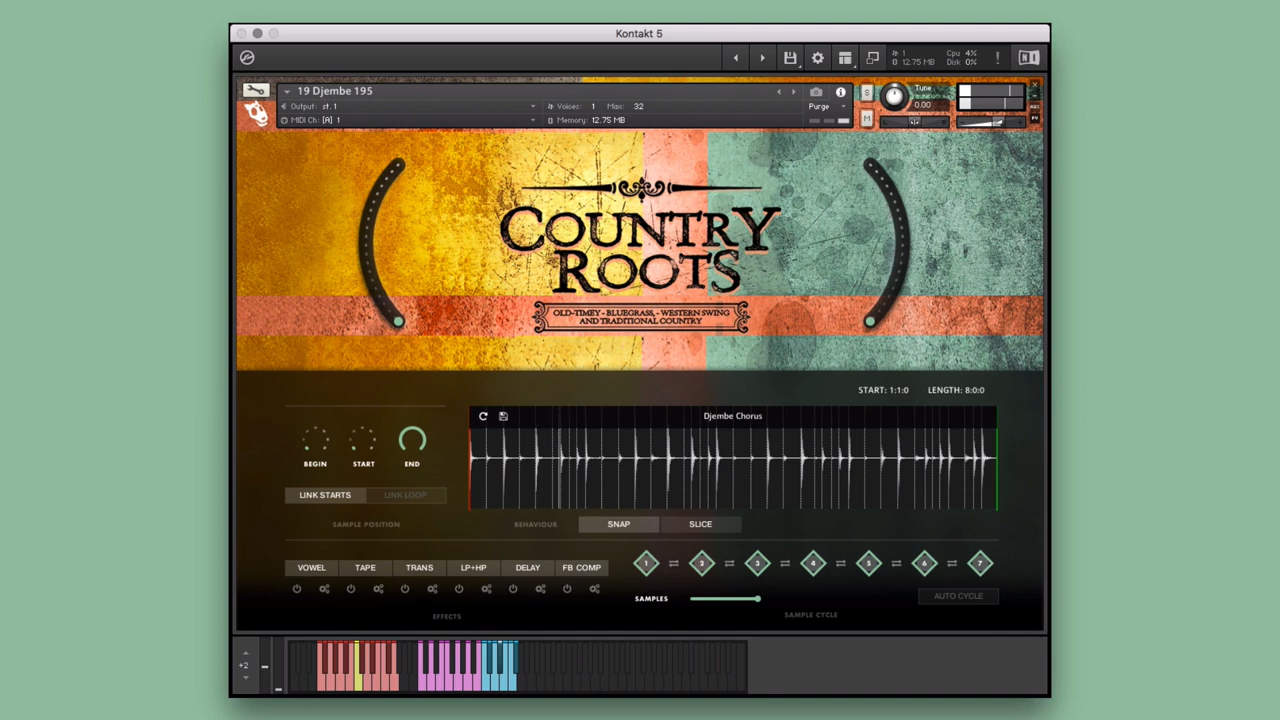 Kontakt 5
1
12.75 MB
Cpu 4%
Disk 0%
!
19 Djembe 195
Output: st.1
Voices: 1 Max: 32
Purge
MIDI Ch: [A] 1
Memory: 12.75 MB
S
M
Tune
0.00
COUNTRY
ROOTS
OLD-TIMEY - BLUEGRASS, - WESTERN SWING
AND TRADITIONAL COUNTRY
START: 1:1:0 LENGTH: 8:0:0
Djembe Chorus
BEGIN START END
LINK STARTS LINK LOOP
SAMPLE POSITION
BEHAVIOUR SNAP SLICE
VOWEL TAPE TRANS LP+HP DELAY FB COMP
EFFECTS
1 2 3 4 5 6 7
SAMPLES
AUTO CYCLE
SAMPLE CYCLE
+2